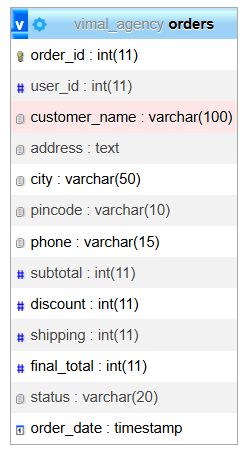 v vimal_agency orders
order_id : int(11)
# user_id : int(11)
customer_name : varchar(100)
address : text
city : varchar(50)
pincode : varchar(10)
phone : varchar(15)
# subtotal : int(11)
# discount : int(11)
# shipping : int(11)
# final_total : int(11)
status : varchar(20)
order_date : timestamp